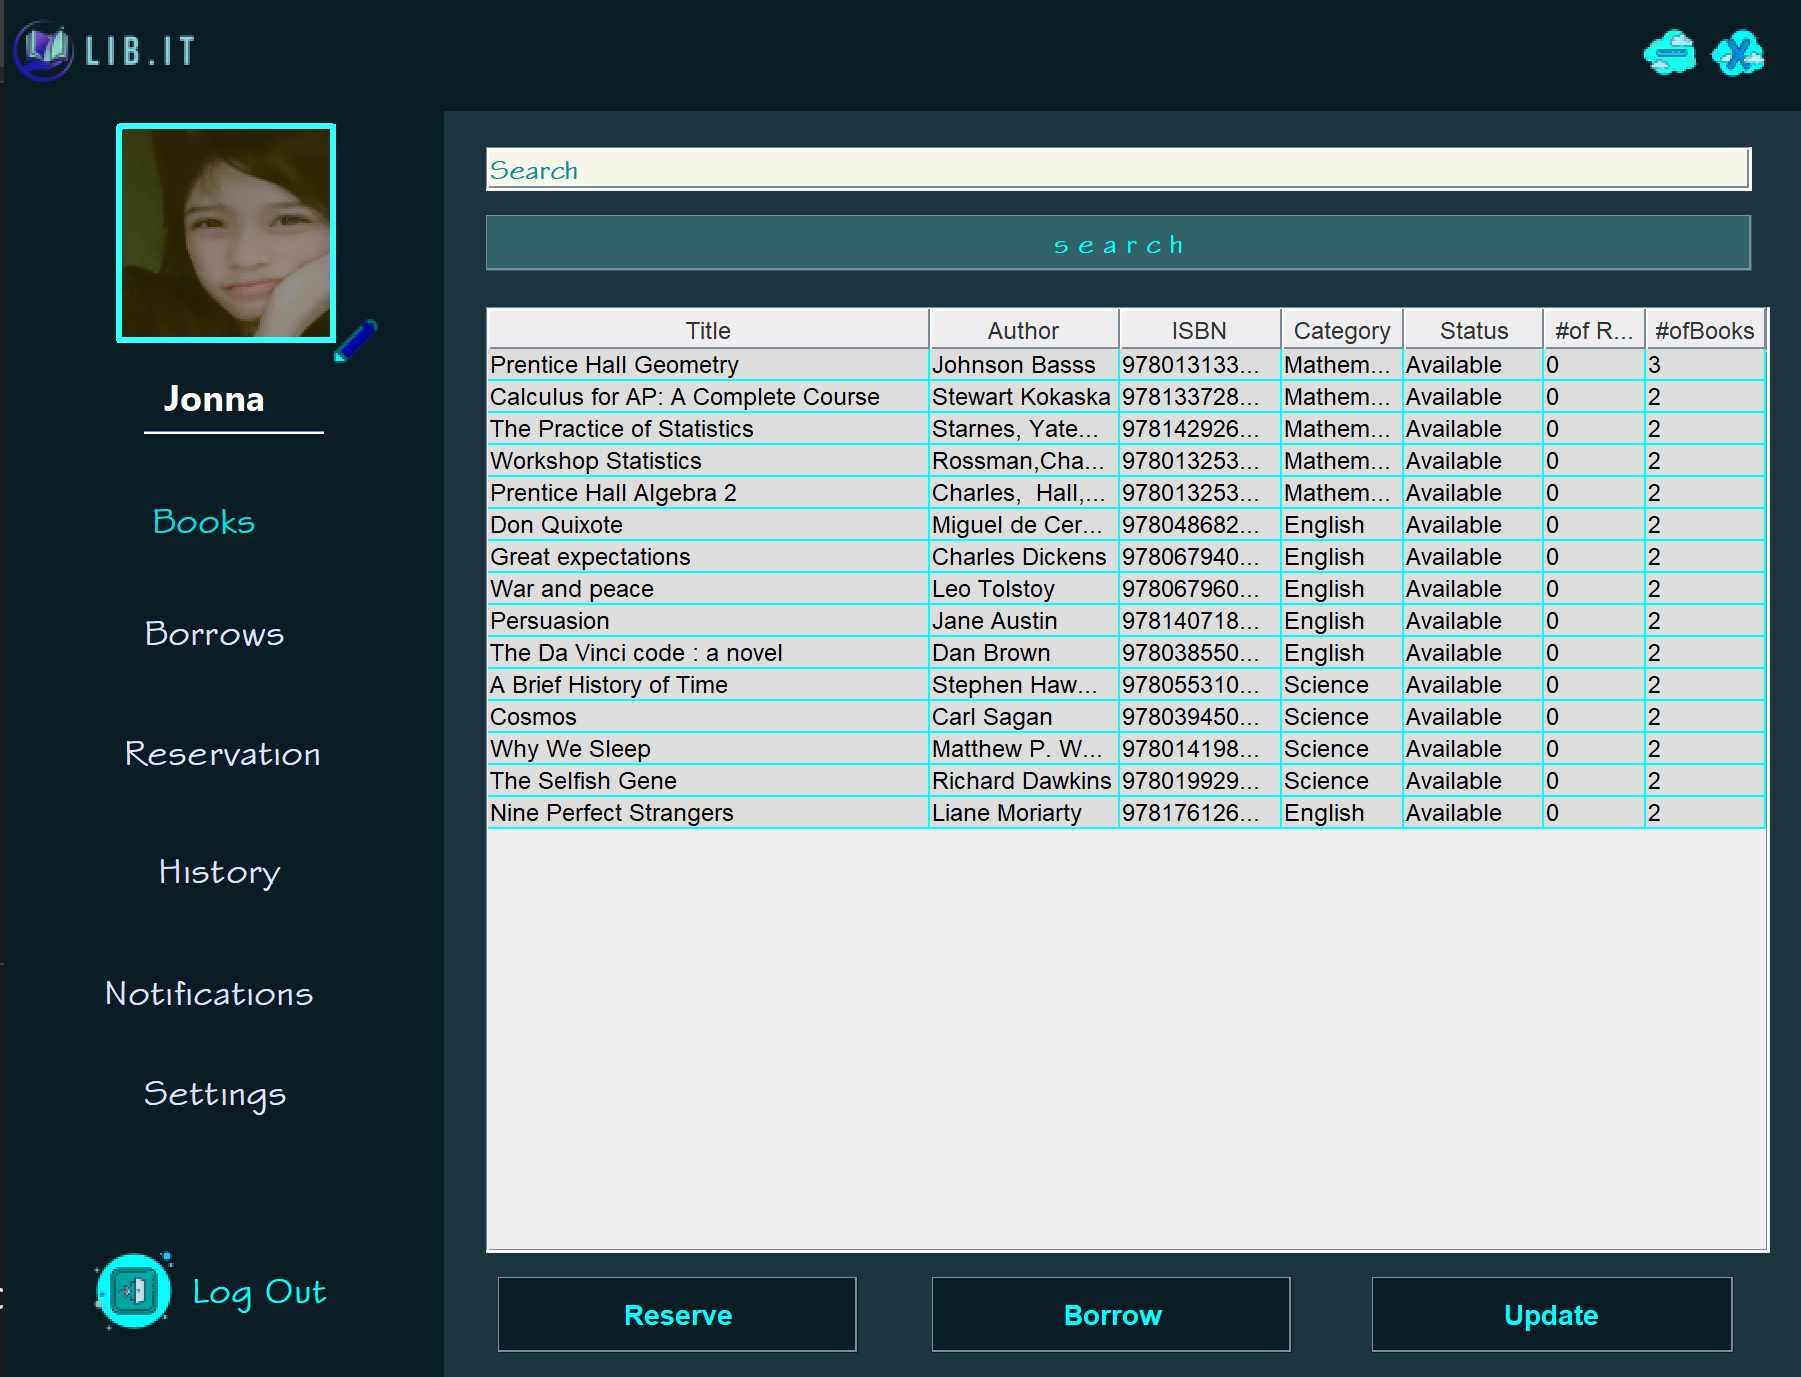 LIB.IT
Jonna
Books
Borrows
Reservation
History
Notifications
Settings
Log Out
Search
search
Title Author ISBN Category Status #of R... #ofBooks
Prentice Hall Geometry Johnson Basss 978013133... Mathem... Available 0 3
Calculus for AP: A Complete Course Stewart Kokaska 978133728... Mathem... Available 0 2
The Practice of Statistics Starnes, Yate... 978142926... Mathem... Available 0 2
Workshop Statistics Rossman,Cha... 978013253... Mathem... Available 0 2
Prentice Hall Algebra 2 Charles,  Hall,... 978013253... Mathem... Available 0 2
Don Quixote Miguel de Cer... 978048682... English Available 0 2
Great expectations Charles Dickens 978067940... English Available 0 2
War and peace Leo Tolstoy 978067960... English Available 0 2
Persuasion Jane Austin 978140718... English Available 0 2
The Da Vinci code : a novel Dan Brown 978038550... English Available 0 2
A Brief History of Time Stephen Haw... 978055310... Science Available 0 2
Cosmos Carl Sagan 978039450... Science Available 0 2
Why We Sleep Matthew P. W... 978014198... Science Available 0 2
The Selfish Gene Richard Dawkins 978019929... Science Available 0 2
Nine Perfect Strangers Liane Moriarty 978176126... English Available 0 2
Reserve Borrow Update